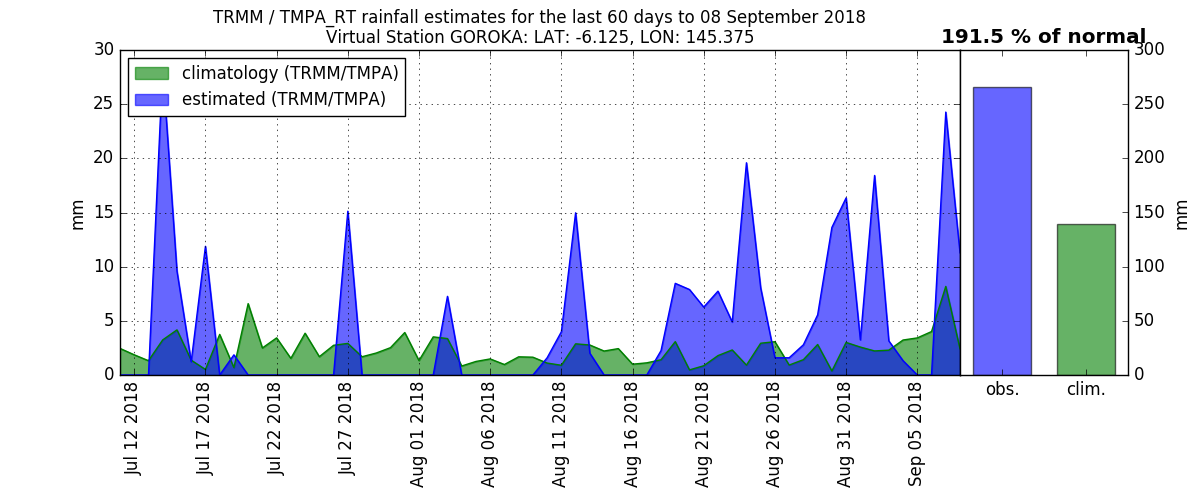 TRMM / TMPA_RT rainfall estimates for the last 60 days to 08 September 2018
Virtual Station GOROKA: LAT: -6.125, LON: 145.375
191.5 % of normal
climatology (TRMM/TMPA)
estimated (TRMM/TMPA)
mm
30
25
20
15
10
5
0
Jul 12 2018
Jul 17 2018
Jul 22 2018
Jul 27 2018
Aug 01 2018
Aug 06 2018
Aug 11 2018
Aug 16 2018
Aug 21 2018
Aug 26 2018
Aug 31 2018
Sep 05 2018
obs.
clim.
300
250
200
150
100
50
0
mm